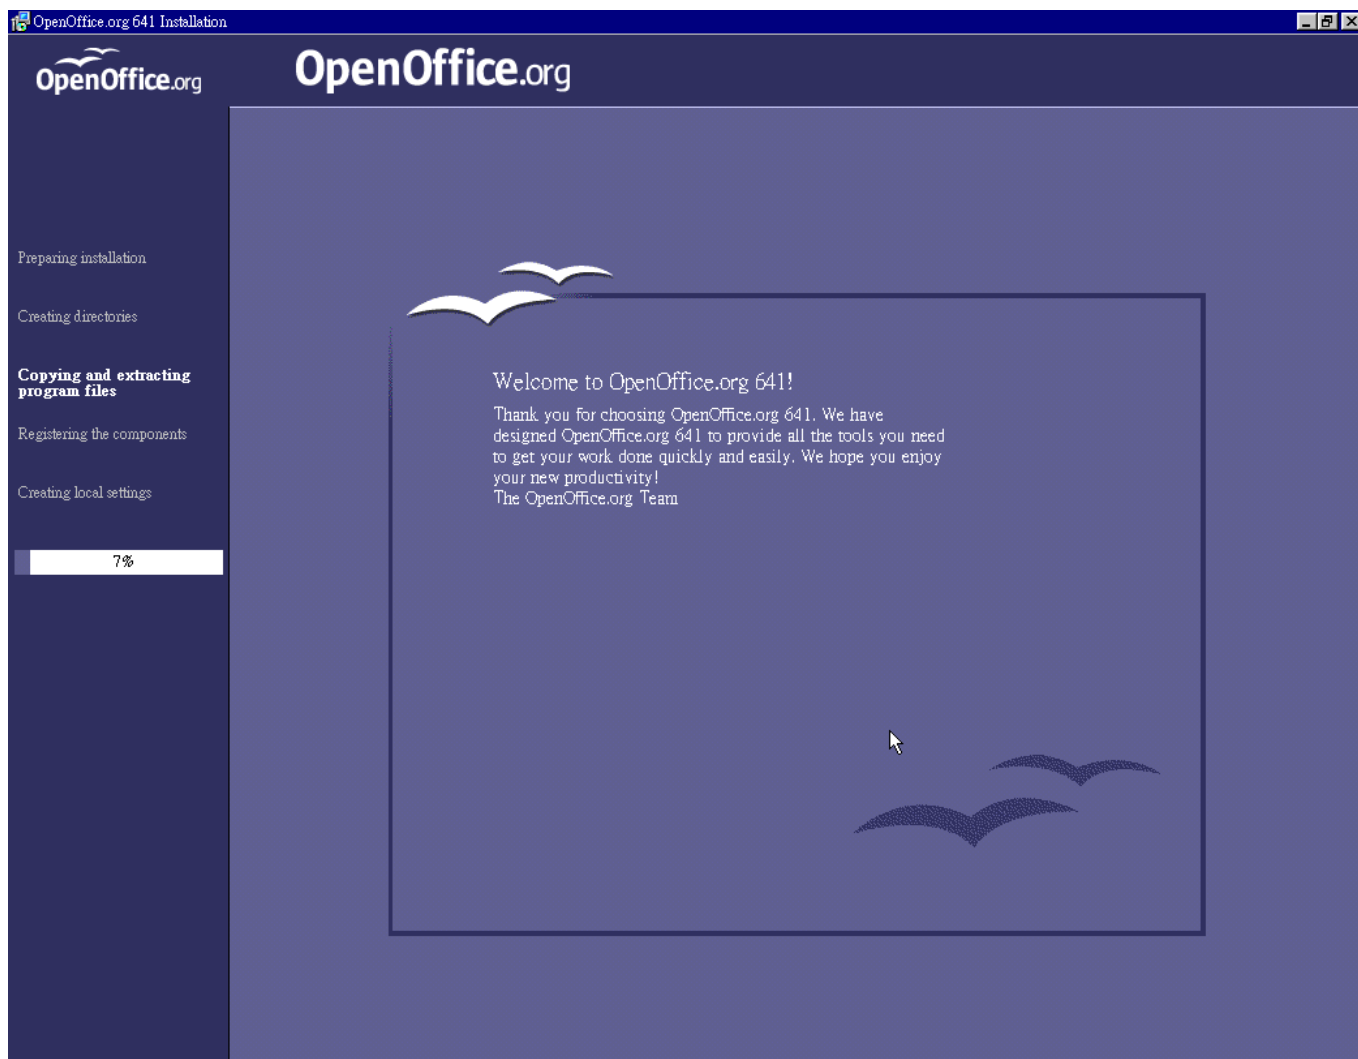 OpenOffice.org 641 Installation
OpenOffice.org
OpenOffice.org
Preparing installation
Creating directories
Copying and extracting
program files
Registering the components
Creating local settings
7%
Welcome to OpenOffice.org 641!
Thank you for choosing OpenOffice.org 641. We have
designed OpenOffice.org 641 to provide all the tools you need
to get your work done quickly and easily. We hope you enjoy
your new productivity!
The OpenOffice.org Team